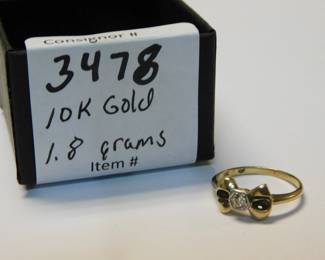 Consignor #
3478
10K Gold
1.8 grams
Item #